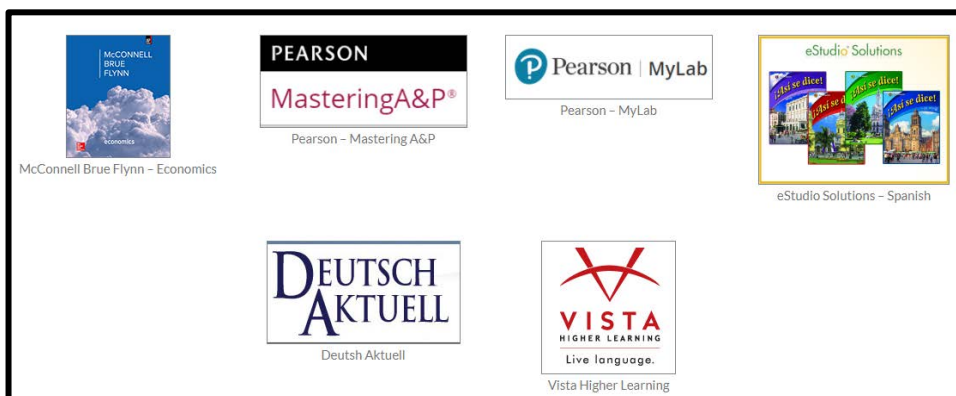 McCONNELL
BRUE
FLYNN
economics
McConnell Brue Flynn – Economics
PEARSON
MasteringA&P®
Pearson – Mastering A&P
Pearson | MyLab
Pearson – MyLab
eStudio Solutions
¡Así se dice!
¡Así se dice!
¡Así se dice!
eStudio Solutions – Spanish
DEUTSCH
AKTUELL
Deutsh Aktuell
VISTA
HIGHER LEARNING
Live language.
Vista Higher Learning